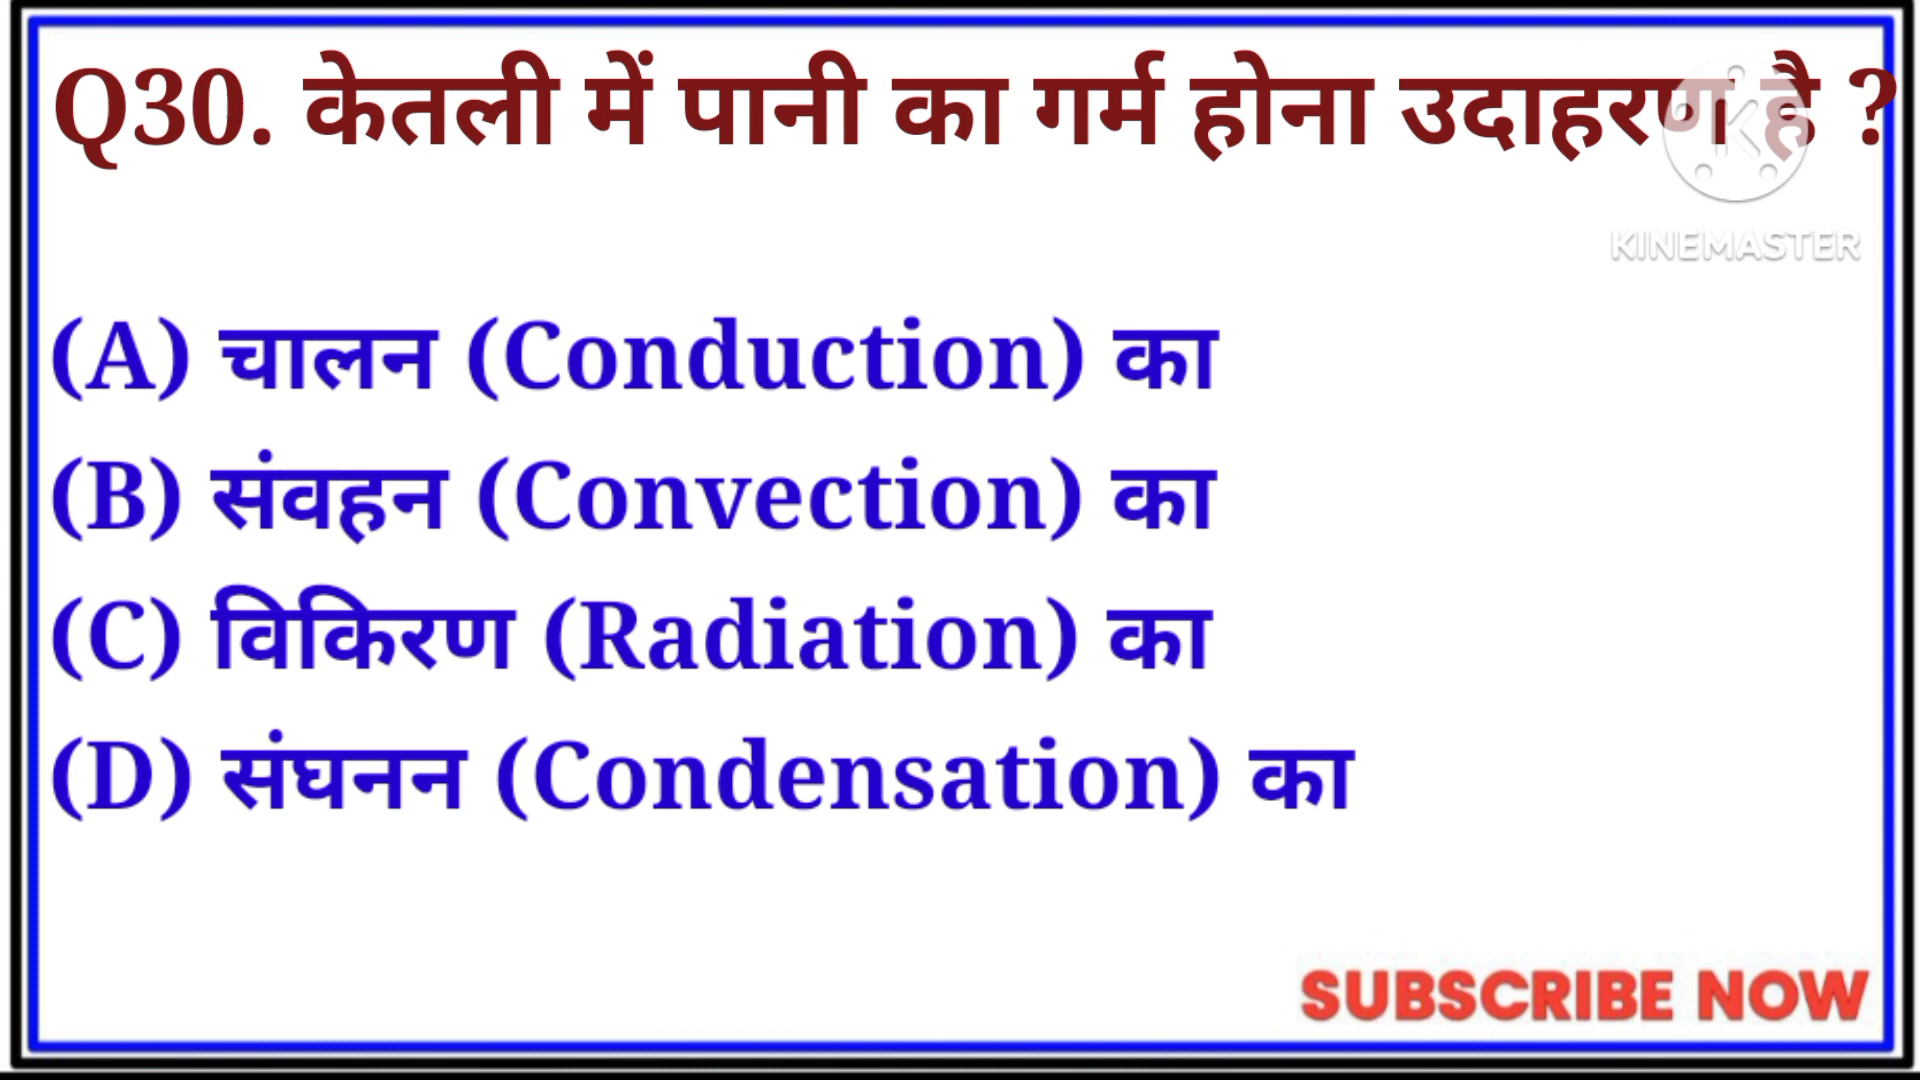 Q30. केतली में पानी का गर्म होना उदाहरण है ?
KINEMASTER
(A) चालन (Conduction) का
(B) संवहन (Convection) का
(C) विकिरण (Radiation) का
(D) संघनन (Condensation) का
SUBSCRIBE NOW